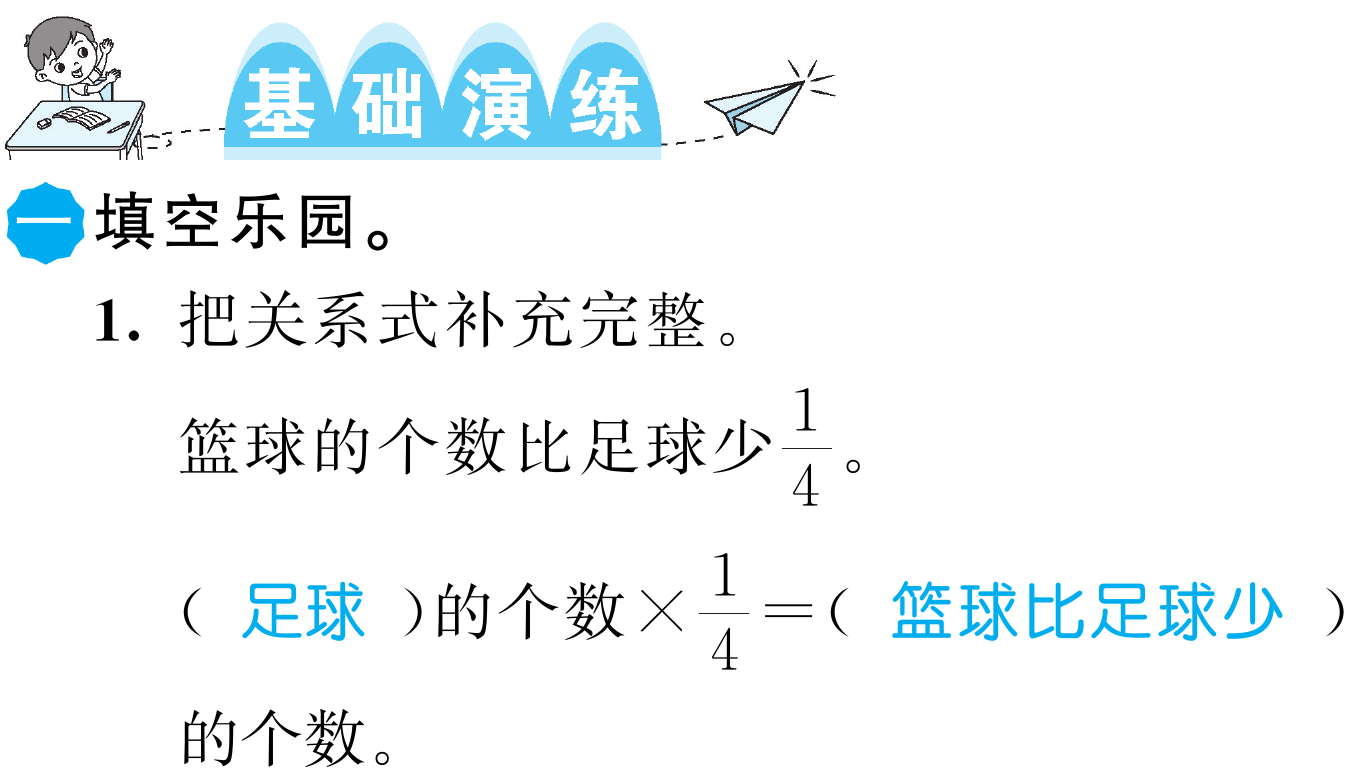 基础演练
一 填空乐园。
1. 把关系式补充完整。
篮球的个数比足球少1/4。
( 足球 )的个数×1/4=( 篮球比足球少 )
的个数。